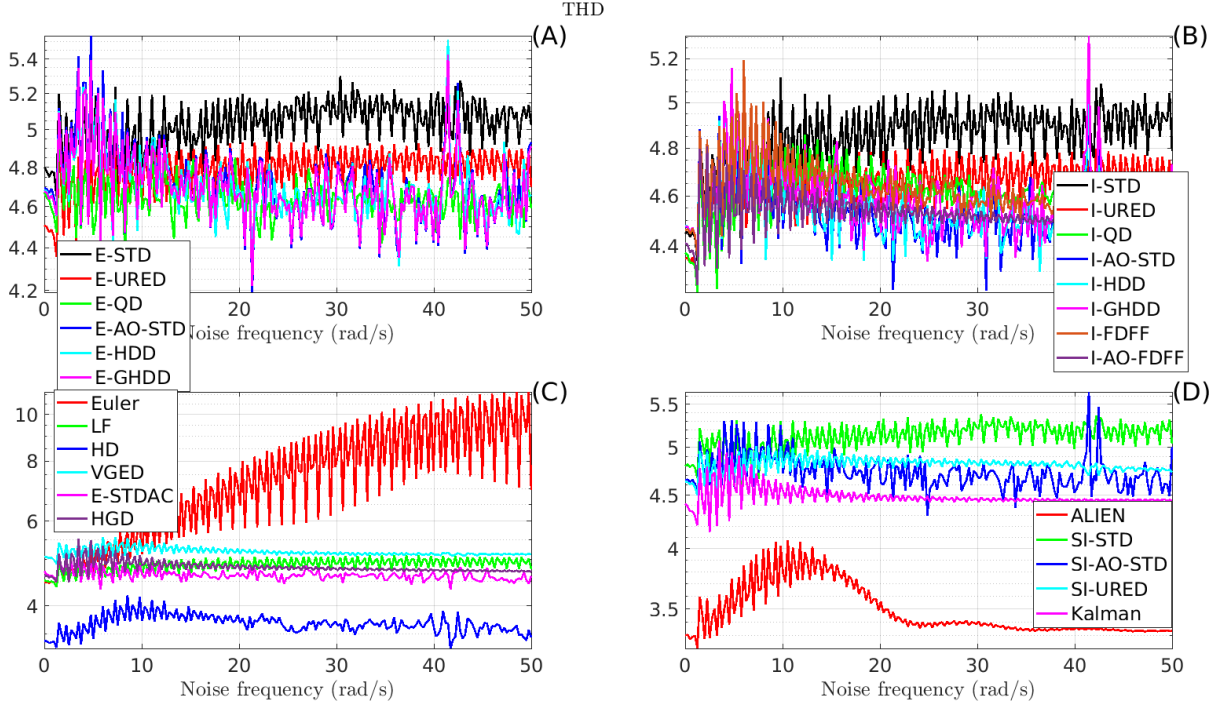 THD
(A)
5.4
5.2
5
4.8
4.6
4.4
4.2
0 10 20 30 40 50
Noise frequency (rad/s)
E-STD
E-URED
E-QD
E-AO-STD
E-HDD
E-GHDD
(B)
5.2
5
4.8
4.6
4.4
0 10 20 30 40 50
Noise frequency (rad/s)
I-STD
I-URED
I-QD
I-AO-STD
I-HDD
I-GHDD
I-FDFF
I-AO-FDFF
(C)
10
8
6
4
0 10 20 30 40 50
Noise frequency (rad/s)
Euler
LF
HD
VGED
E-STDAC
HGD
(D)
5.5
5
4.5
4
3.5
0 10 20 30 40 50
Noise frequency (rad/s)
ALIEN
SI-STD
SI-AO-STD
SI-URED
Kalman